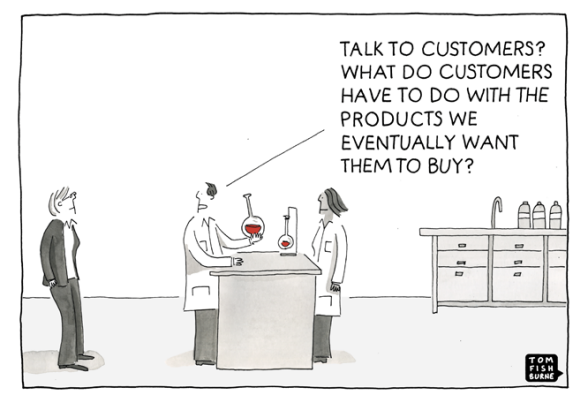 TALK TO CUSTOMERS?
WHAT DO CUSTOMERS
HAVE TO DO WITH THE
PRODUCTS WE
EVENTUALLY WANT
THEM TO BUY?
TOM
FISH
BURNE